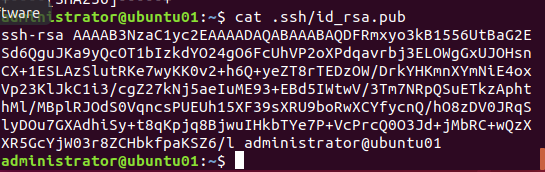 tware
administrator@ubuntu01:~$ cat .ssh/id_rsa.pub
ssh-rsa AAAAB3NzaC1yc2EAAAADAQABAAABAQDFRmxyo3kB1556UtBaG2E
Sd6QguJKa9yQcOT1bIzkdYO24gO6FcUhVP2oXPdqavrbj3ELOWgGxUJOHsn
CX+1ESLAzSlutRKe7wyKK0v2+h6Q+yeZT8rTEDzOW/DrkYHKmnXYmNiE4ox
Vp23KlJkC1i3/cgZ27kNj5aeIuME93+EBd5IWtwV/3Tm7NRpQSuETkzApht
hMl/MBplRJOdS0VqncsPUEUh15XF39sXRU9boRwXCYfycnQ/hO8zDV0JRqS
lyDOu7GXAdhiSy+t8qKpjq8BjwuIHkbTYe7P+VcPrcQ0O3Jd+jMbRC+wQzX
XR5GcYjW03r8ZCHbkfpaKSZ6/l administrator@ubuntu01
administrator@ubuntu01:~$